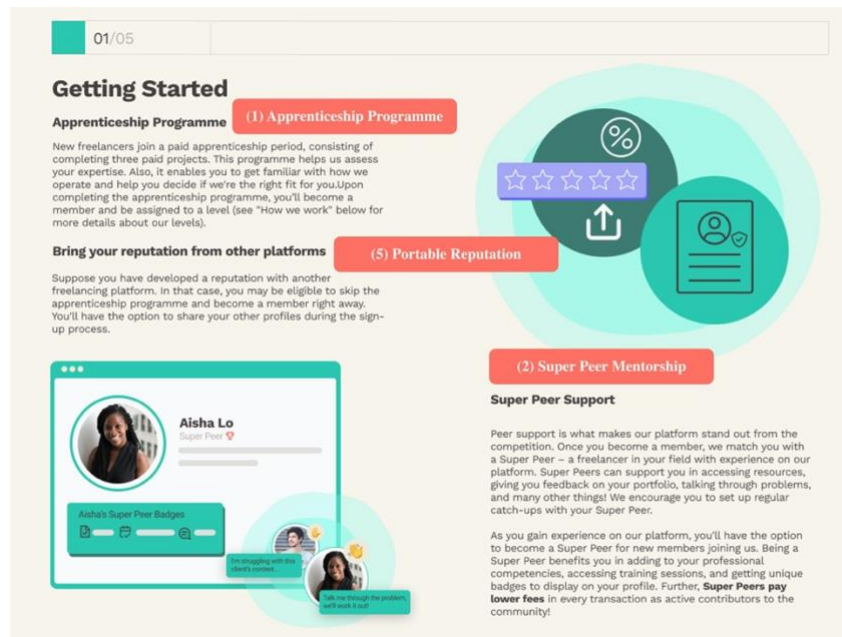 01/05
Getting Started
Apprenticeship Programme
(1) Apprenticeship Programme
New freelancers join a paid apprenticeship period, consisting of
completing three paid projects. This programme helps us assess
your expertise. Also, it enables you to get familiar with how we
operate and help you decide if we're the right fit for you.Upon
completing the apprenticeship programme, you'll become a
member and be assigned to a level (see "How we work" below for
more details about our levels).
Bring your reputation from other platforms
(5) Portable Reputation
Suppose you have developed a reputation with another
freelancing platform. In that case, you may be eligible to skip the
apprenticeship programme and become a member right away.
You'll have the option to share your other profiles during the sign-
up process.
Aisha Lo
Super Peer
Aisha's Super Peer Badges
I'm struggling with this
client's context...
Talk me through the problem,
we'll work it out!
(2) Super Peer Mentorship
Super Peer Support
Peer support is what makes our platform stand out from the
competition. Once you become a member, we match you with
a Super Peer – a freelancer in your field with experience on our
platform. Super Peers can support you in accessing resources,
giving you feedback on your portfolio, talking through problems,
and many other things! We encourage you to set up regular
catch-ups with your Super Peer.
As you gain experience on our platform, you'll have the option
to become a Super Peer for new members joining us. Being a
Super Peer benefits you in adding to your professional
competencies, accessing training sessions, and getting unique
badges to display on your profile. Further, Super Peers pay
lower fees in every transaction as active contributors to the
community!